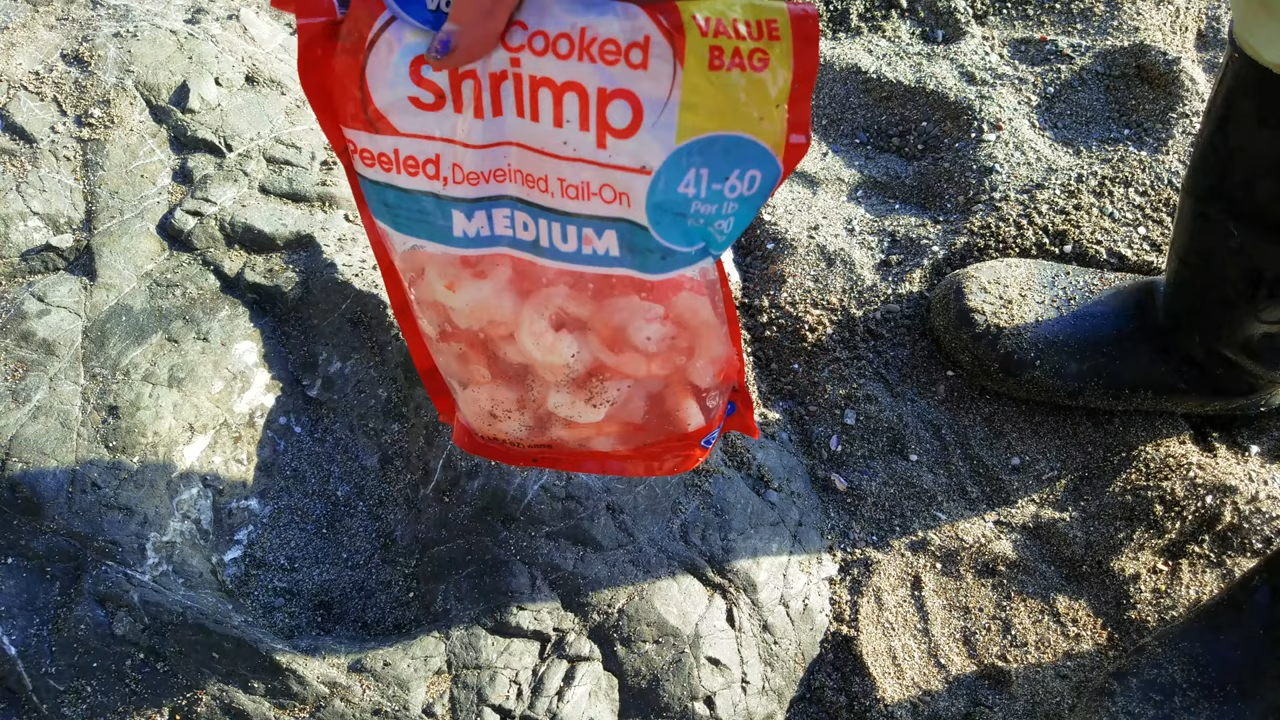 Cooked
Shrimp
VALUE
BAG
Peeled, Deveined, Tail-On
41-60
Per lb
MEDIUM